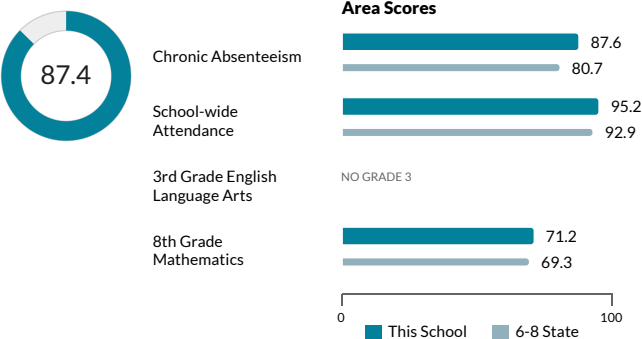 Area Scores
87.4
Chronic Absenteeism
87.6
80.7
School-wide
Attendance
95.2
92.9
3rd Grade English
Language Arts
NO GRADE 3
8th Grade
Mathematics
71.2
69.3
0
100
This School
6-8 State